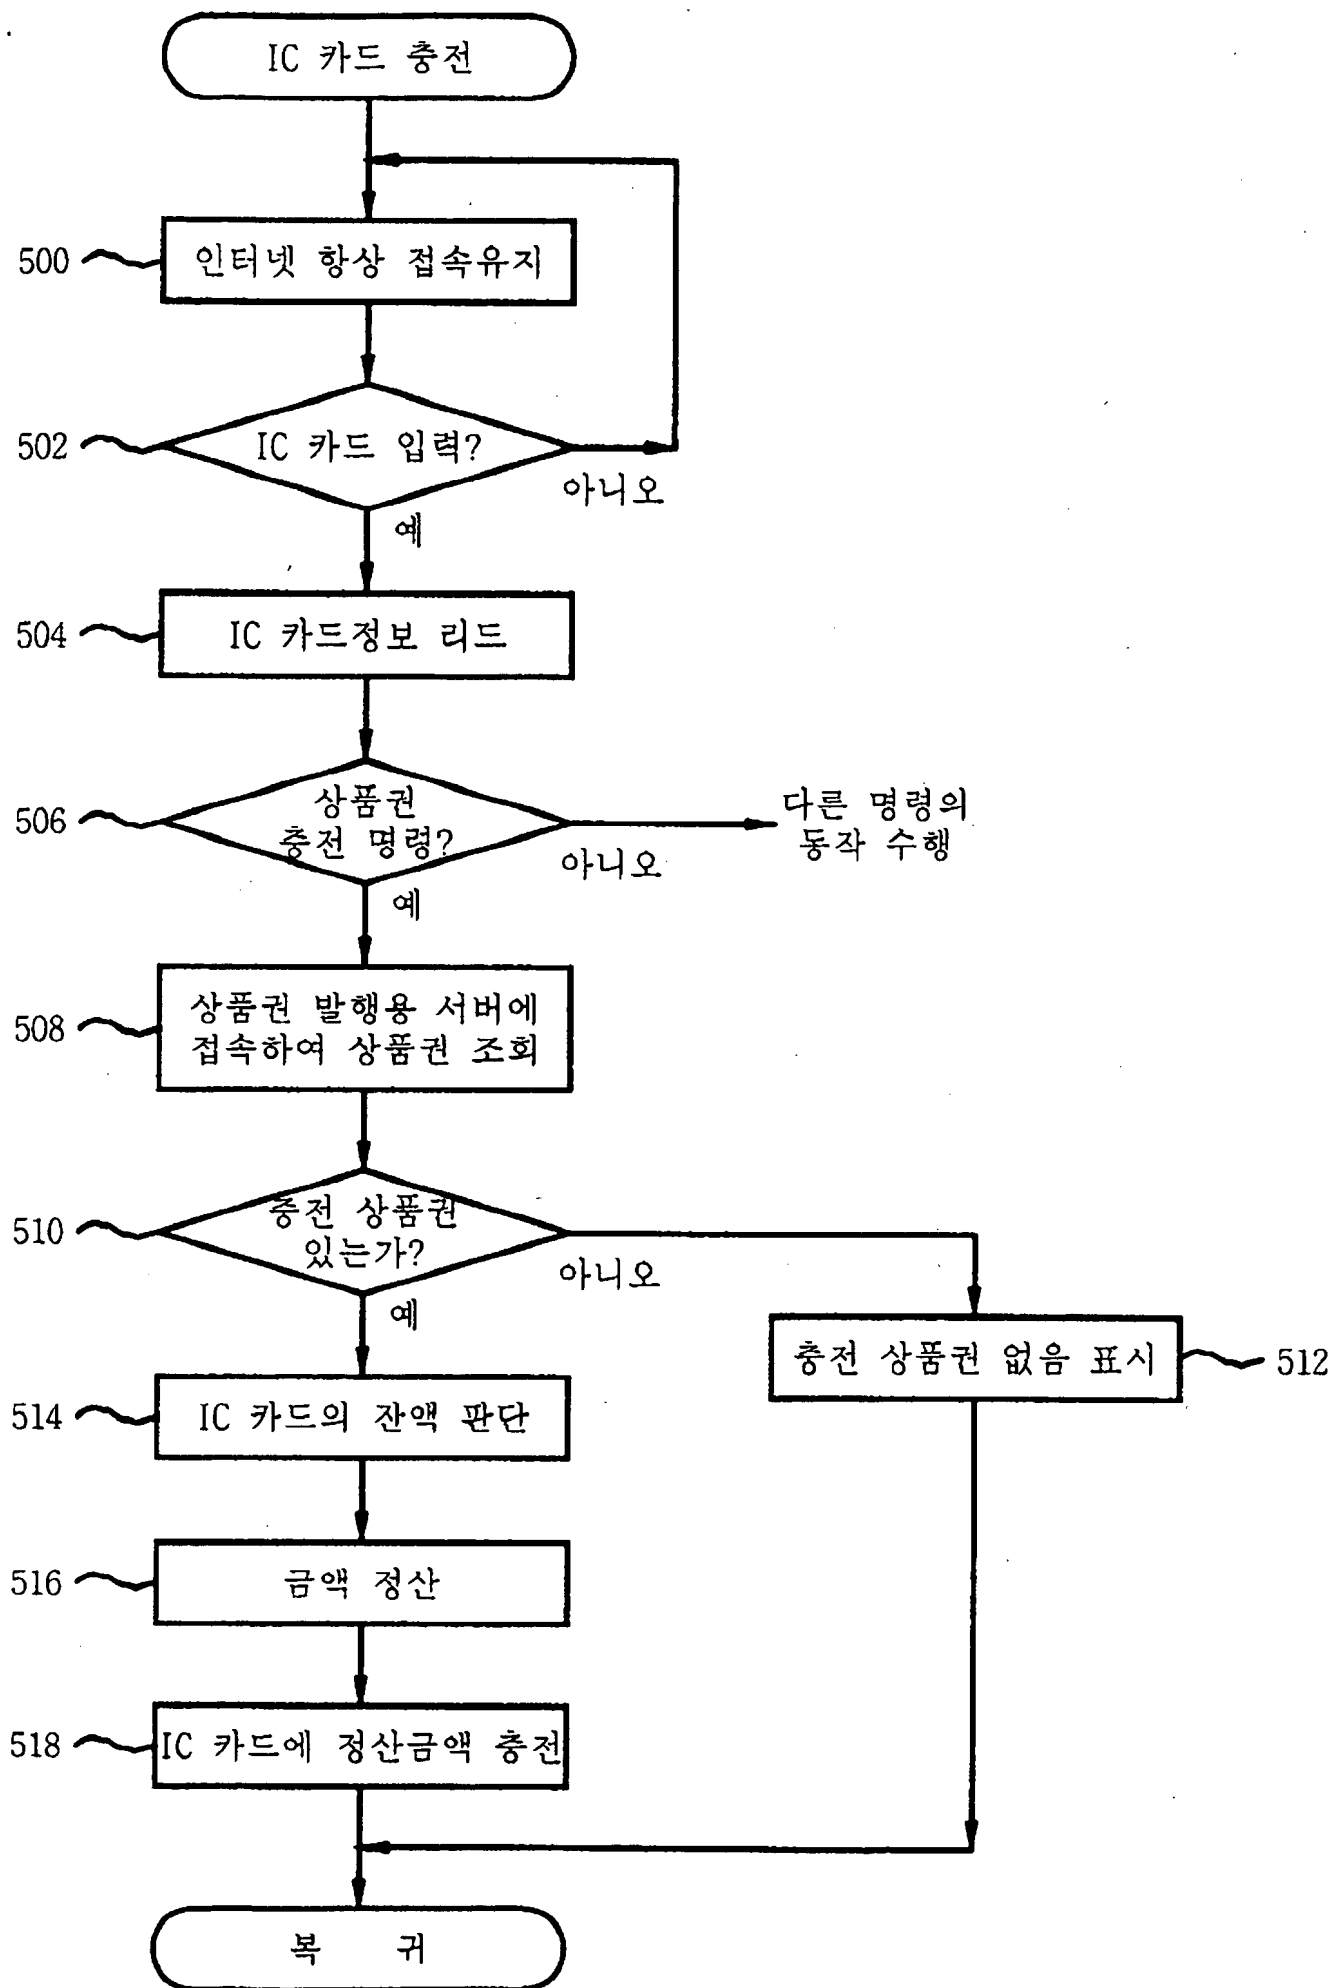 IC 카드 충전
500
인터넷 항상 접속유지
502
IC 카드 입력?
아니오
예
504
IC 카드정보 리드
506
상품권
충전 명령?
아니오
다른 명령의
동작 수행
예
508
상품권 발행용 서버에
접속하여 상품권 조회
510
충전 상품권
있는가?
아니오
예
충전 상품권 없음 표시
512
514
IC 카드의 잔액 판단
516
금액 정산
518
IC 카드에 정산금액 충전
복 귀